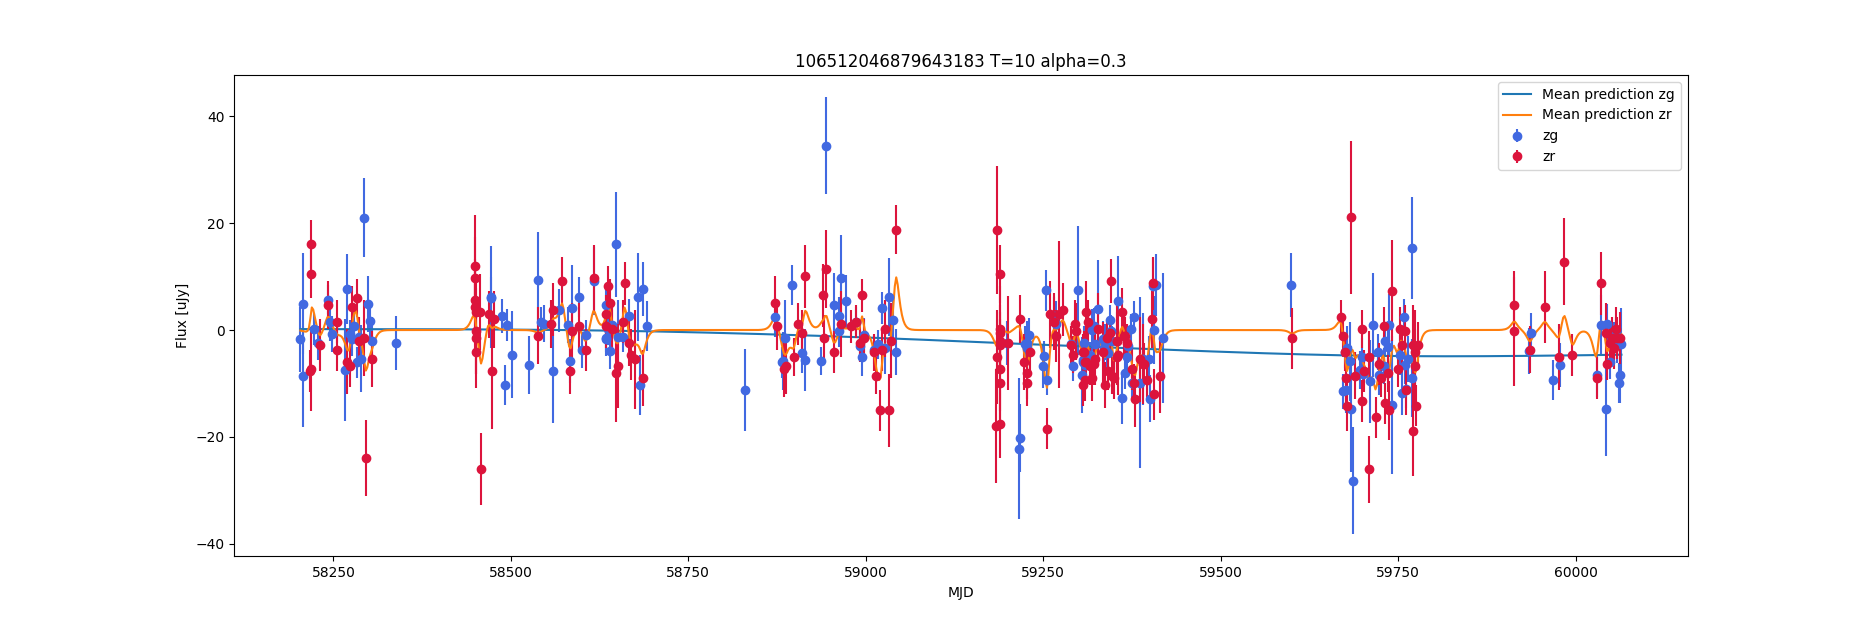 106512046879643183 T=10 alpha=0.3
Mean prediction zg
Mean prediction zr
zg
zr
Flux [uJy]
40
20
0
−20
−40
58250 58500 58750 59000 59250 59500 59750 60000
MJD